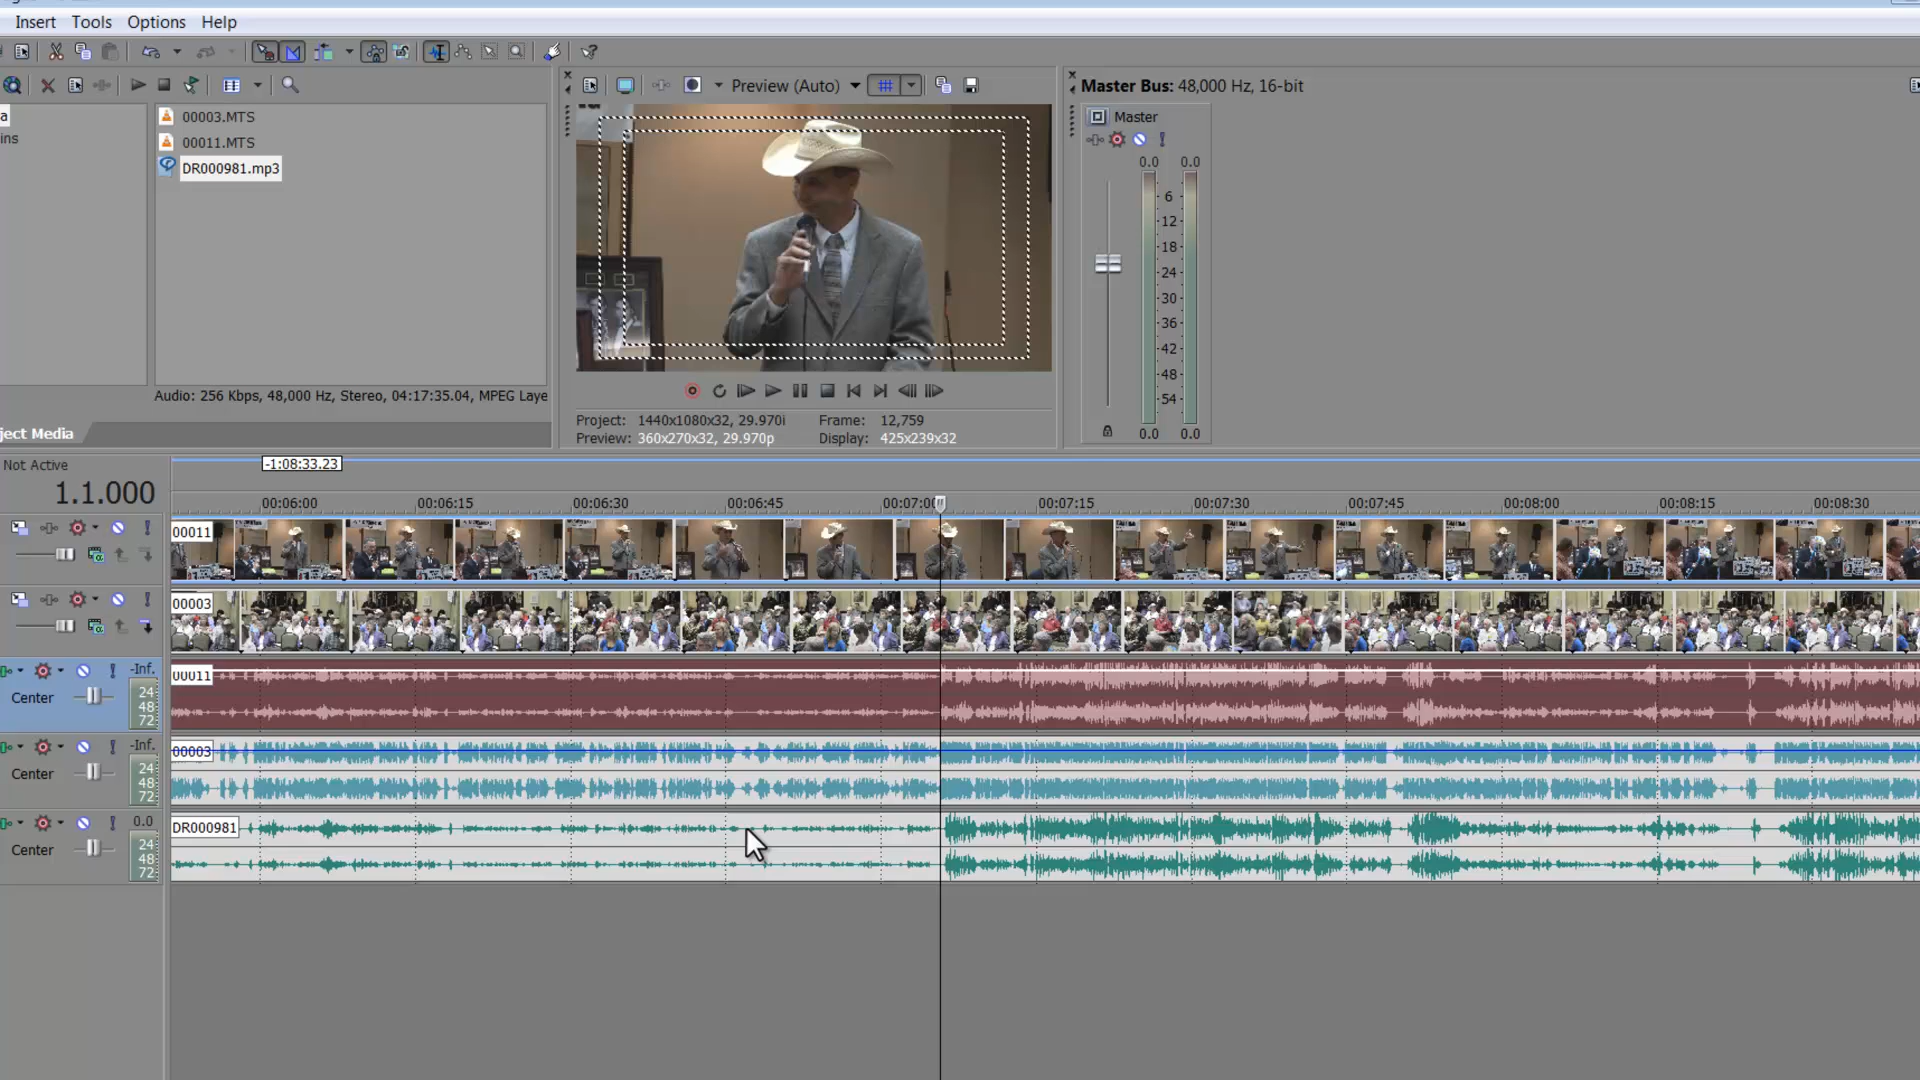 Insert Tools Options Help
Preview (Auto)
Master Bus: 48,000 Hz, 16-bit
a
ins
00003.MTS
00011.MTS
DR000981.mp3
Master
0.0 0.0
6
12
18
24
30
36
42
48
54
0.0 0.0
Audio: 256 Kbps, 48,000 Hz, Stereo, 04:17:35.04, MPEG Laye
ject Media
Project: 1440x1080x32, 29.970i Frame: 12,759
Preview: 360x270x32, 29.970p Display: 425x239x32
Not Active
-1:08:33.23
1.1.000
00:06:00 00:06:15 00:06:30 00:06:45 00:07:00 00:07:15 00:07:30 00:07:45 00:08:00 00:08:15 00:08:30
00011
00003
-Inf. 00011
Center 24
48
72
-Inf. 00003
Center 24
48
72
0.0 DR000981
Center 24
48
72